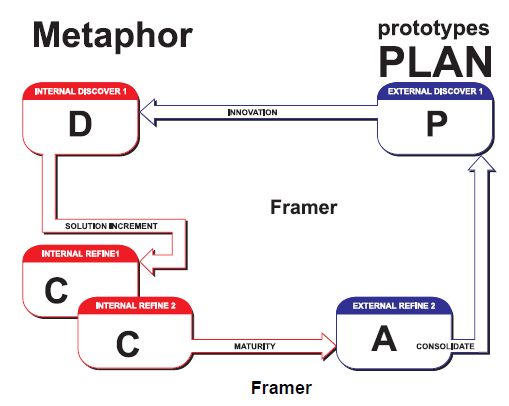 Metaphor
prototypes
PLAN
INTERNAL DISCOVER 1
D
EXTERNAL DISCOVER 1
P
INNOVATION
Framer
SOLUTION INCREMENT
INTERNAL REFINE1
C
INTERNAL REFINE 2
C
MATURITY
EXTERNAL REFINE 2
A
CONSOLIDATE
Framer